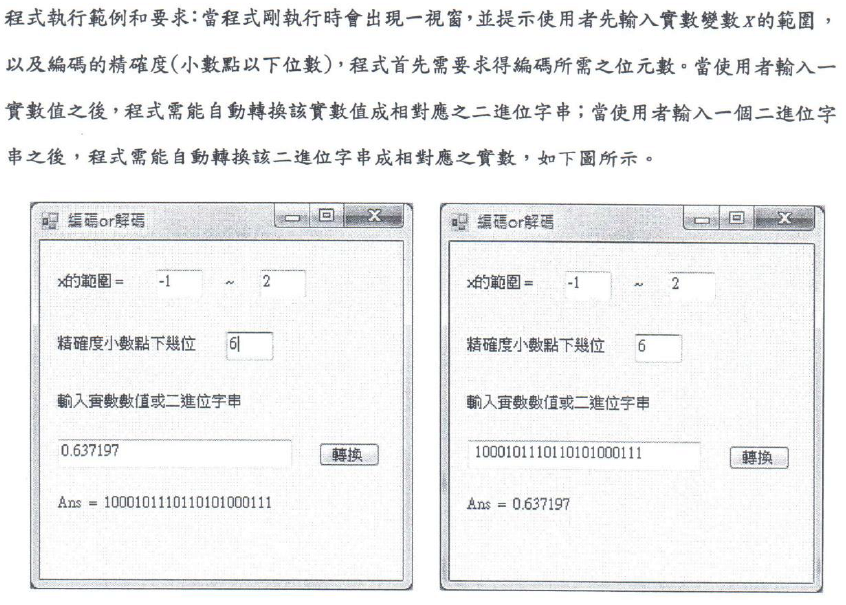 程式執行範例和要求：當程式剛執行時會出現一視窗，並提示使用者先輸入實數變數X的範圍，
以及編碼的精確度(小數點以下位數)，程式首先需要求得編碼所需之位元數。當使用者輸入一
實數值之後，程式需能自動轉換該實數值成相對應之二進位字串；當使用者輸入一個二進位字
串之後，程式需能自動轉換該二進位字串成相對應之實數，如下圖所示。
編碼or解碼
x的範圍 = -1 ~ 2
精確度小數點下幾位 6
輸入實數數值或二進位字串
0.637197 轉換
Ans = 1000101110110101000111
編碼or解碼
x的範圍 = -1 ~ 2
精確度小數點下幾位 6
輸入實數數值或二進位字串
1000101110110101000111 轉換
Ans = 0.637197